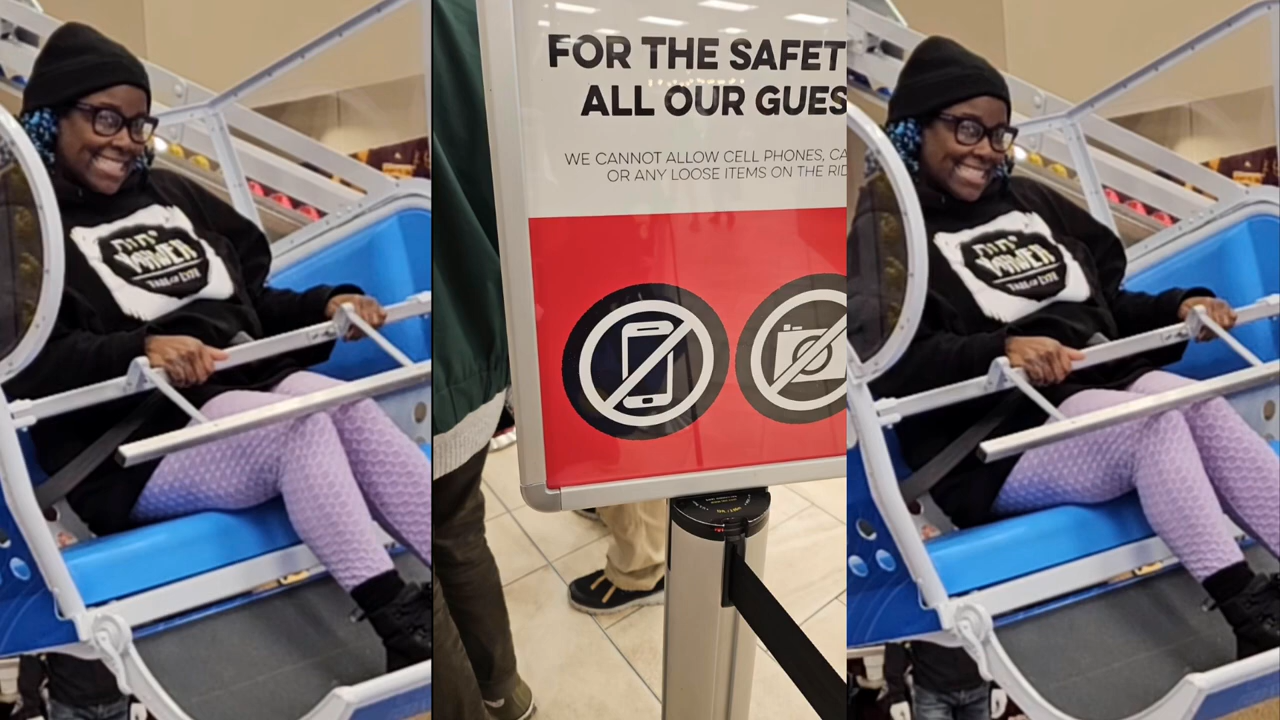 FOR THE SAFET
ALL OUR GUES
WE CANNOT ALLOW CELL PHONES, CA
OR ANY LOOSE ITEMS ON THE RID